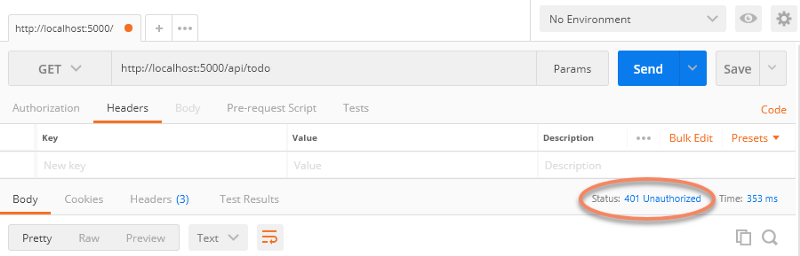 No Environment
http://localhost:5000/
GET http://localhost:5000/api/todo Params Send Save
Authorization Headers Body Pre-request Script Tests Code
Key Value Description Bulk Edit Presets
New key Value Description
Body Cookies Headers (3) Test Results Status: 401 Unauthorized Time: 353 ms
Pretty Raw Preview Text